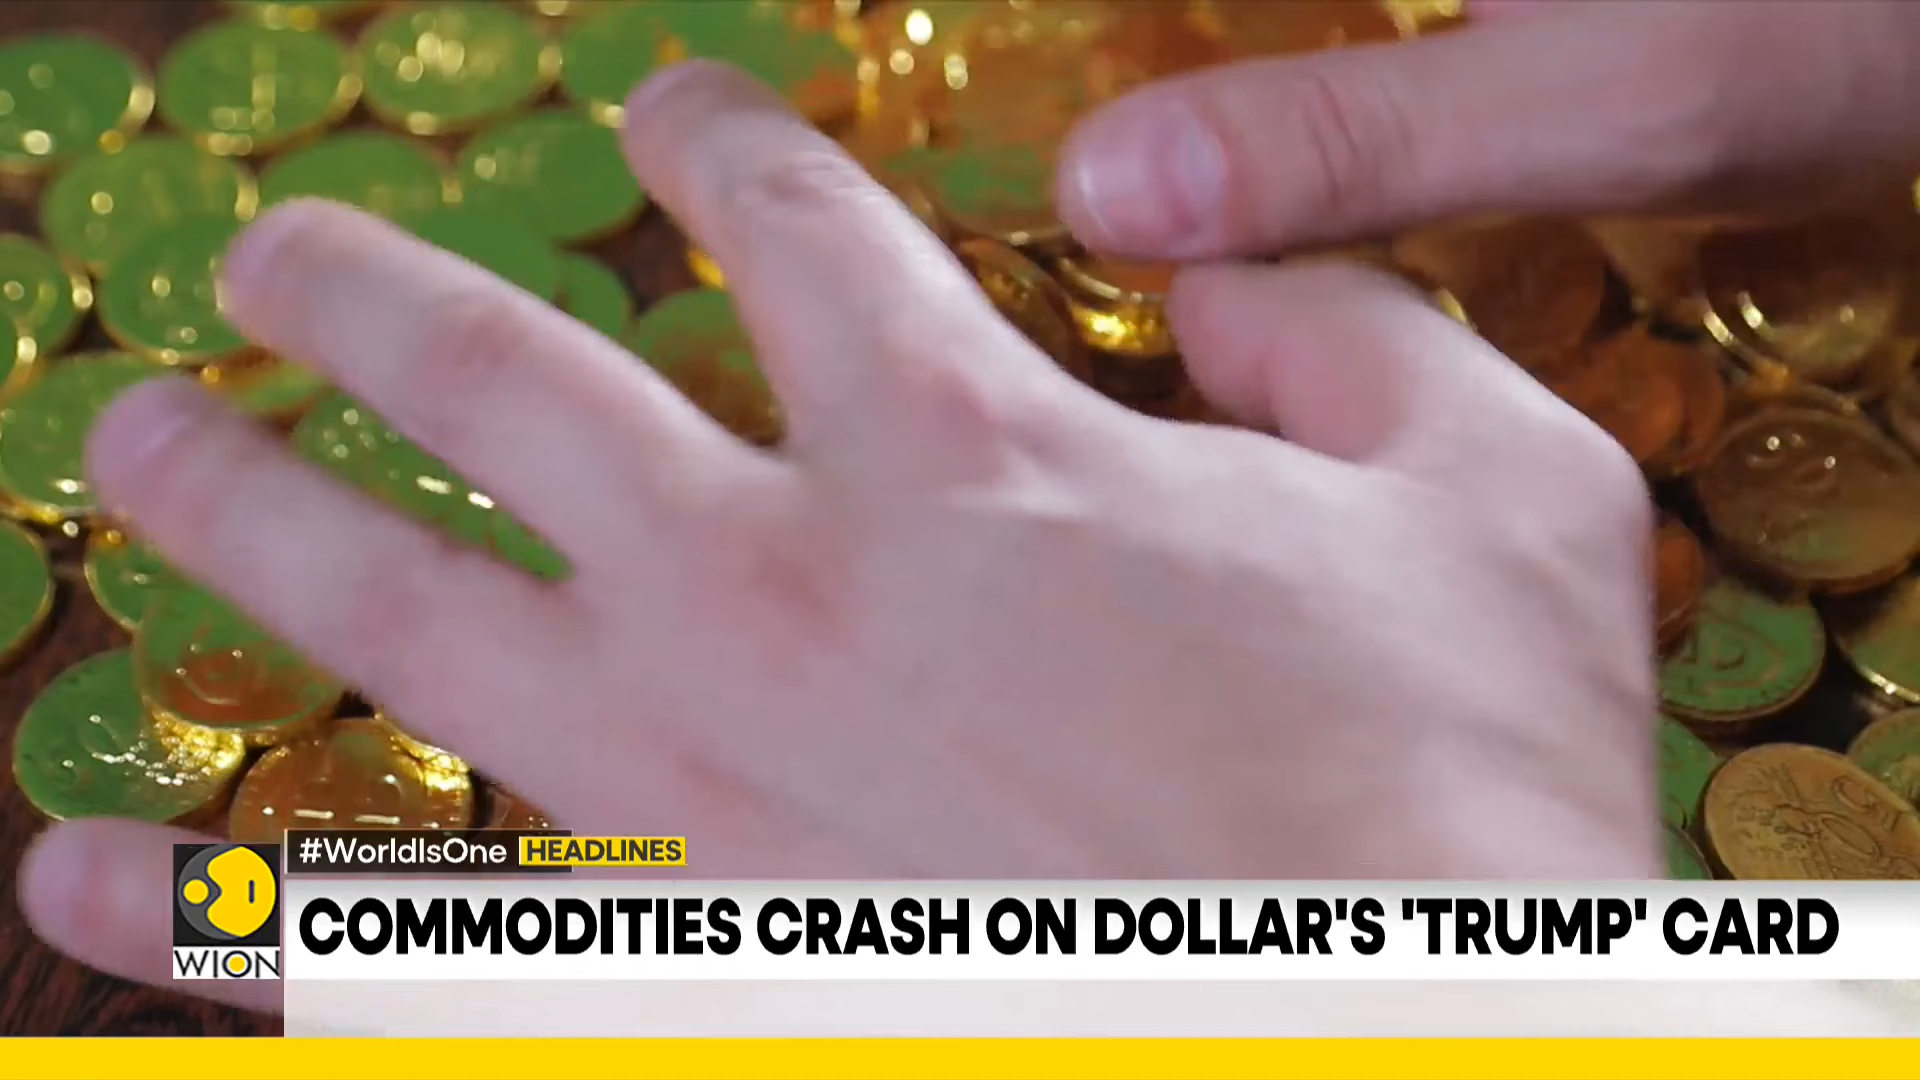 #WorldIsOne HEADLINES
COMMODITIES CRASH ON DOLLAR'S 'TRUMP' CARD
WION